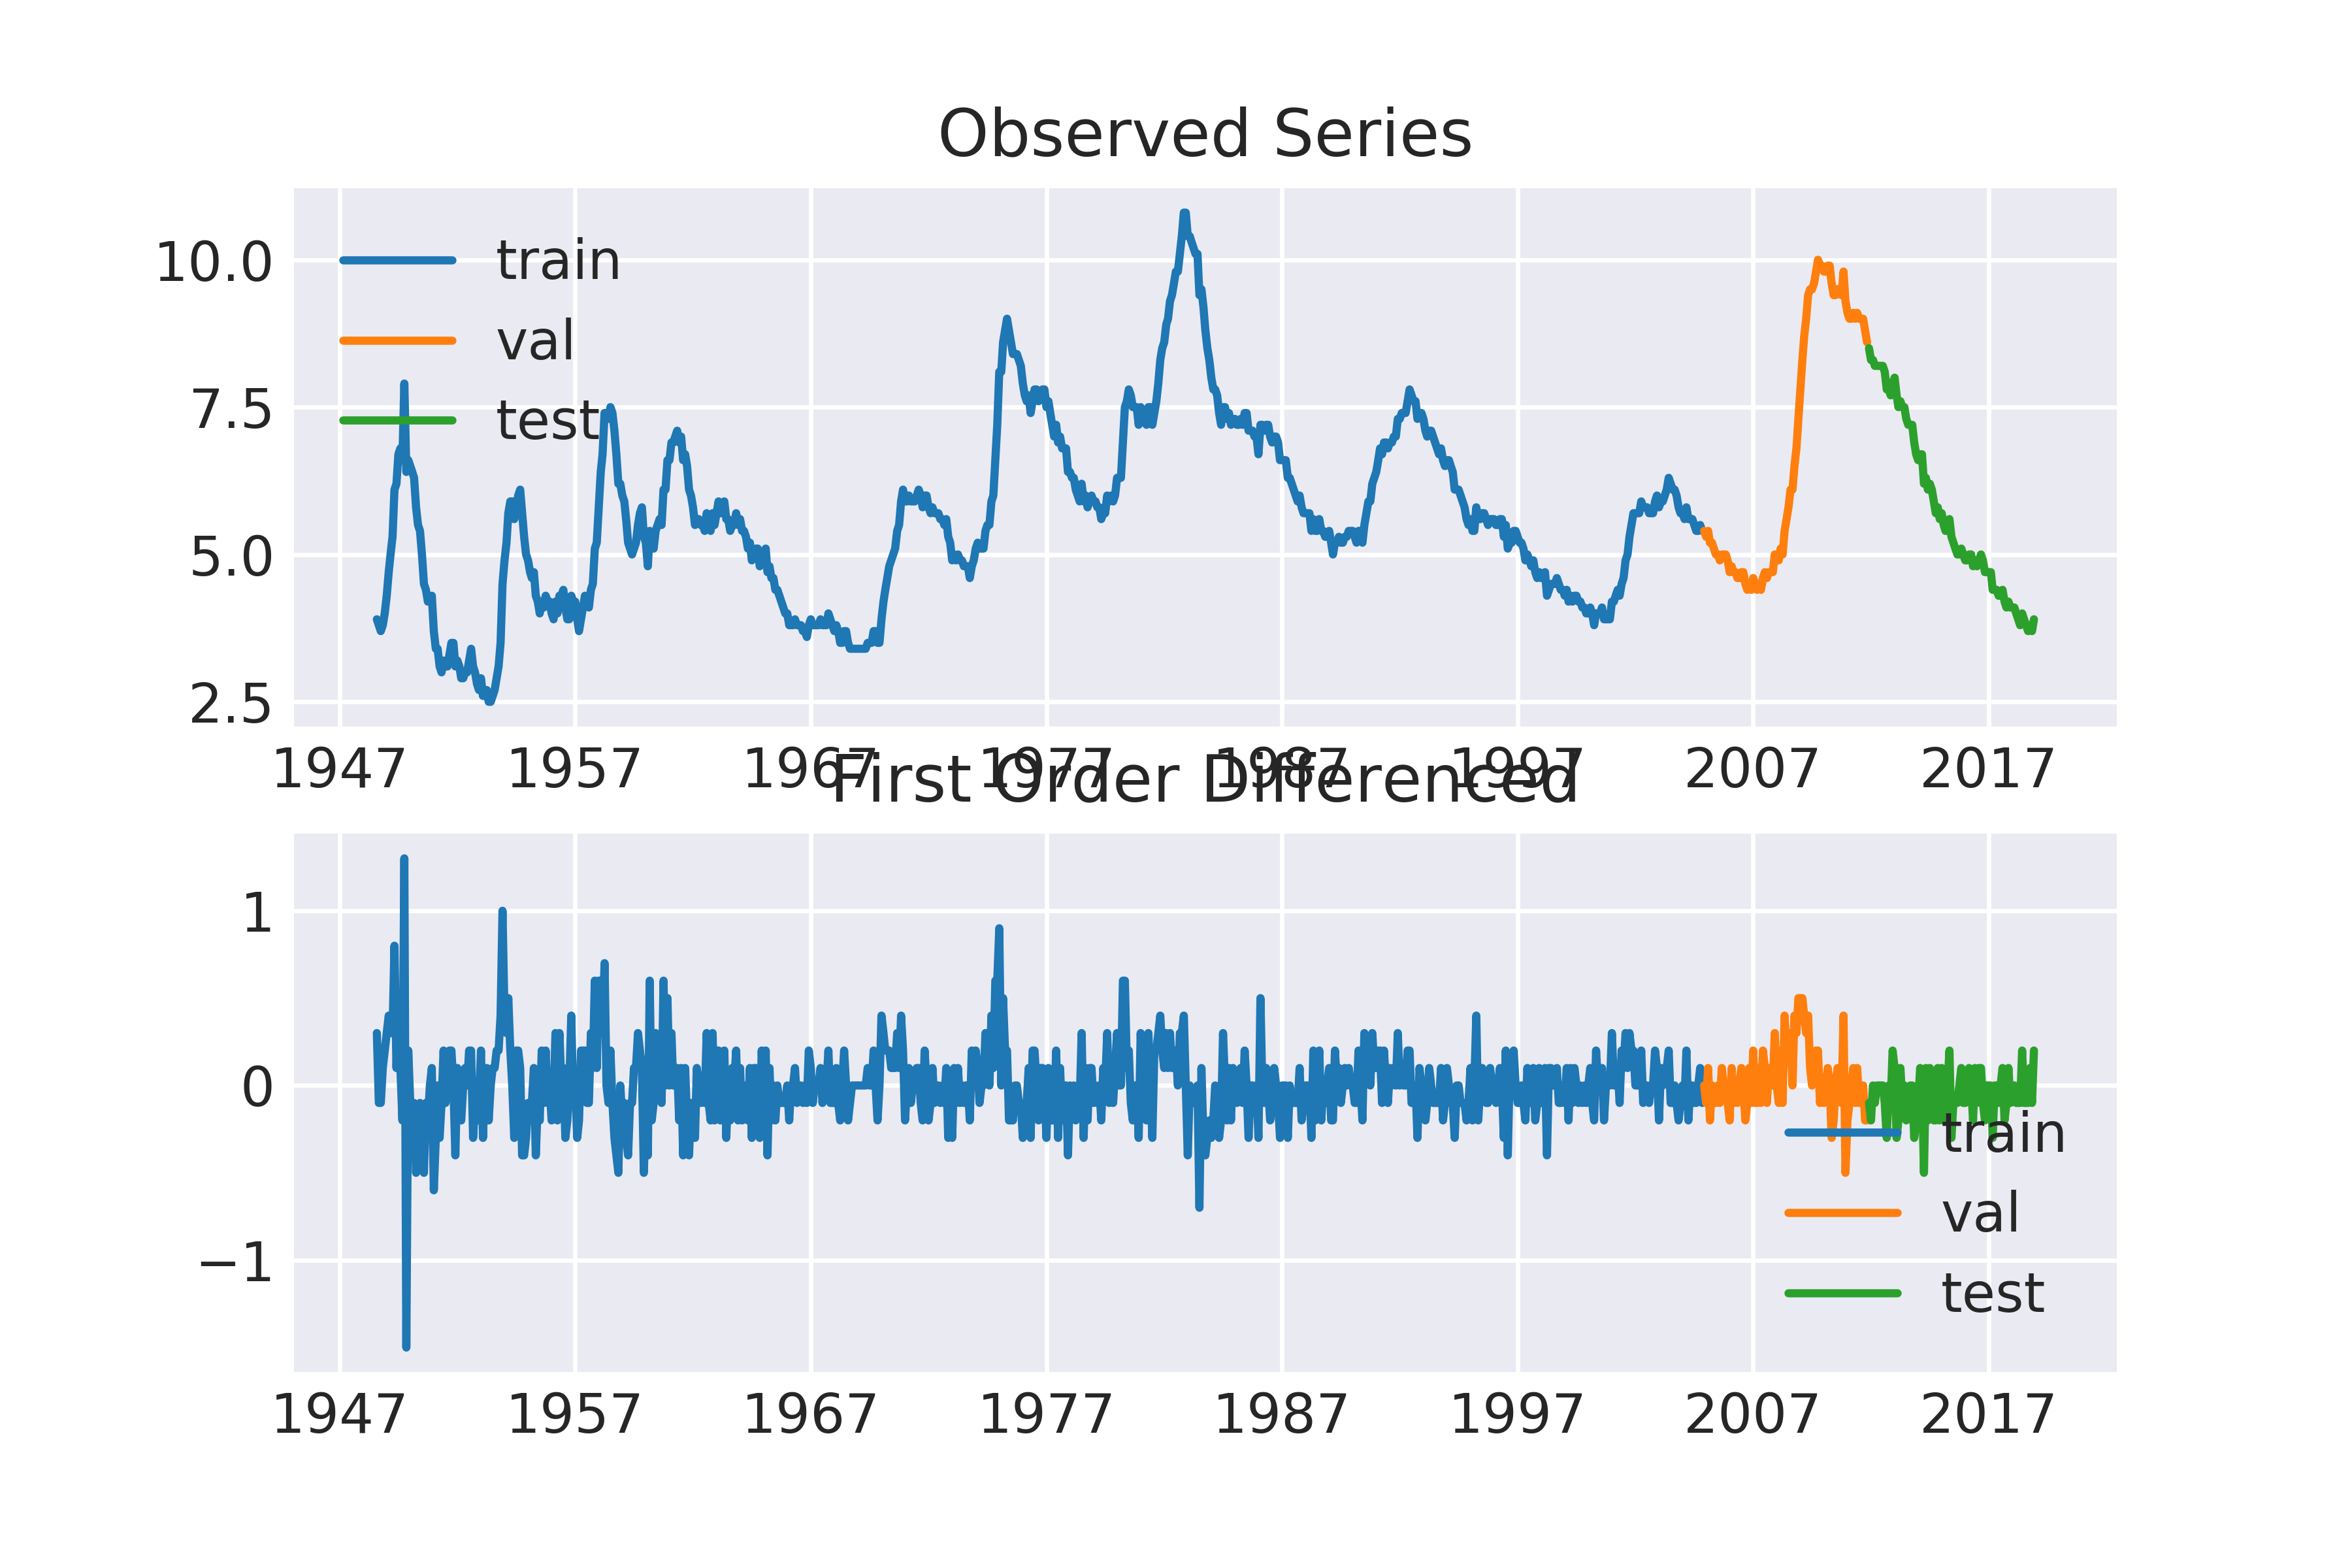 Observed Series
10.0
7.5
5.0
2.5
train
val
test
1947 1957 1967 1977 1987 1997 2007 2017
First Order Differenced
1
0
−1
train
val
test
1947 1957 1967 1977 1987 1997 2007 2017